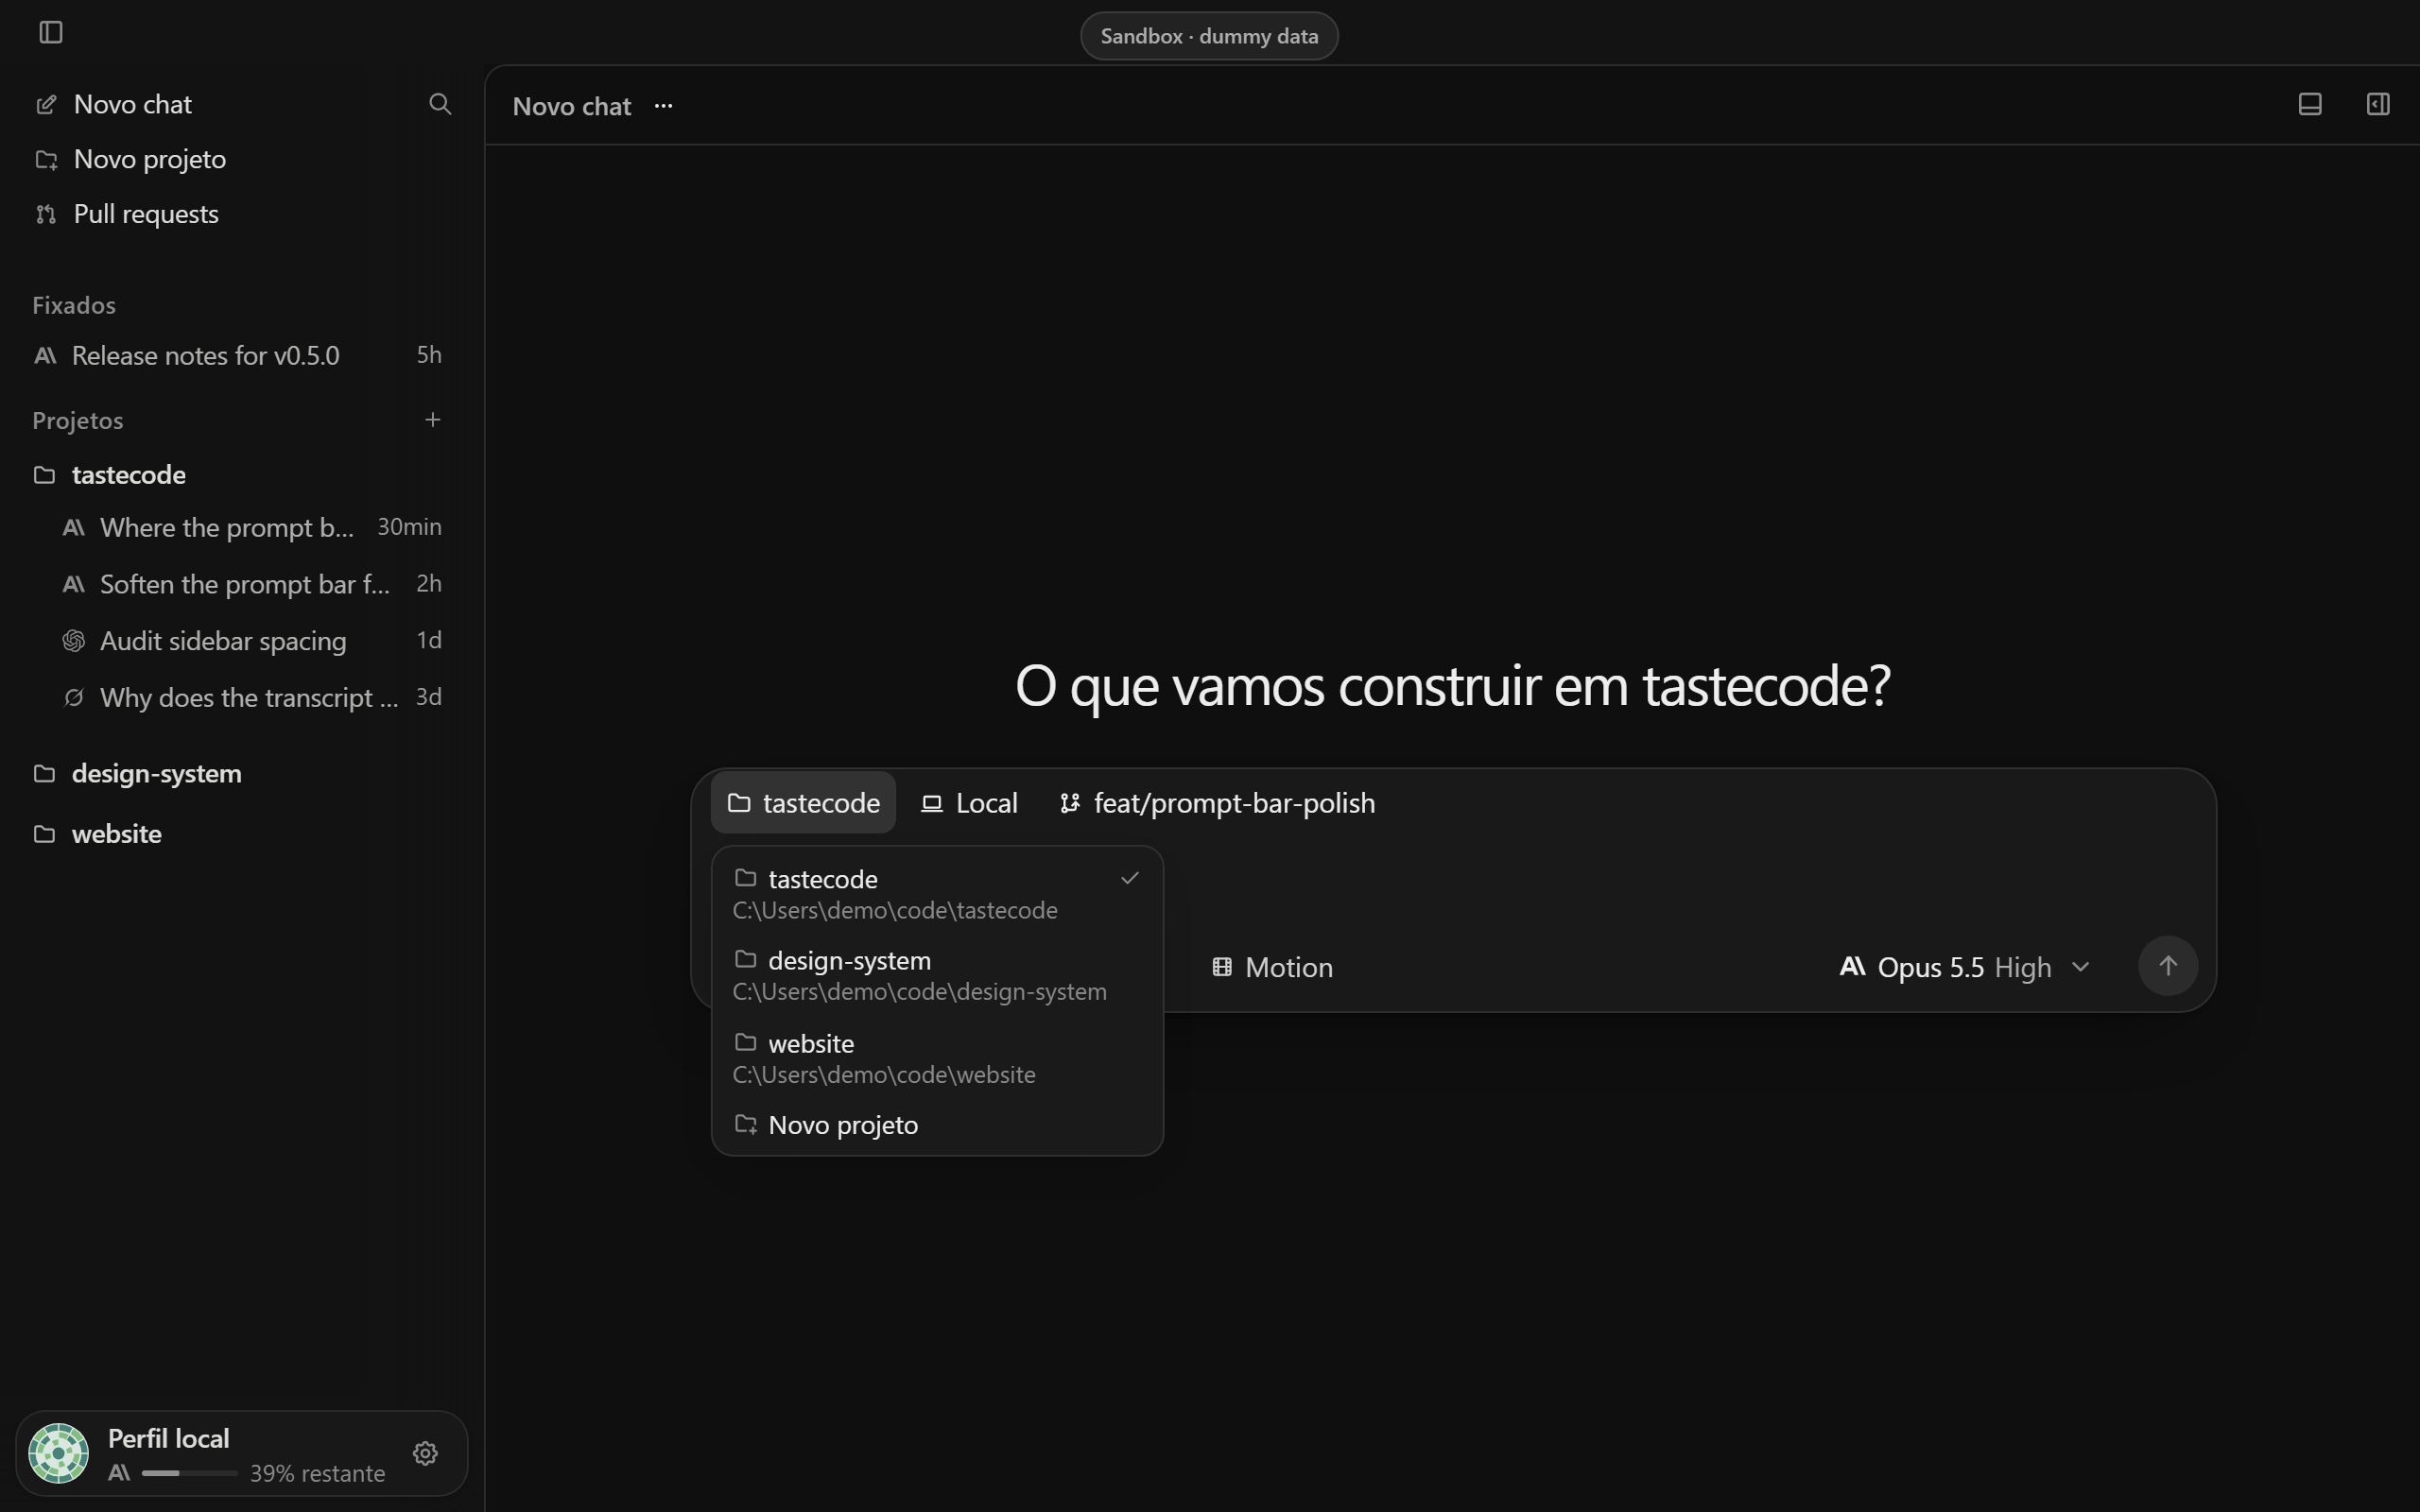 Sandbox · dummy data
Novo chat
Novo projeto
Pull requests
Fixados
Release notes for v0.5.0 5h
Projetos
tastecode
Where the prompt b... 30min
Soften the prompt bar f... 2h
Audit sidebar spacing 1d
Why does the transcript ... 3d
design-system
website
Perfil local
39% restante
Novo chat
O que vamos construir em tastecode?
tastecode Local feat/prompt-bar-polish
tastecode
C:\Users\demo\code\tastecode
design-system
C:\Users\demo\code\design-system
website
C:\Users\demo\code\website
Novo projeto
Motion
Opus 5.5 High